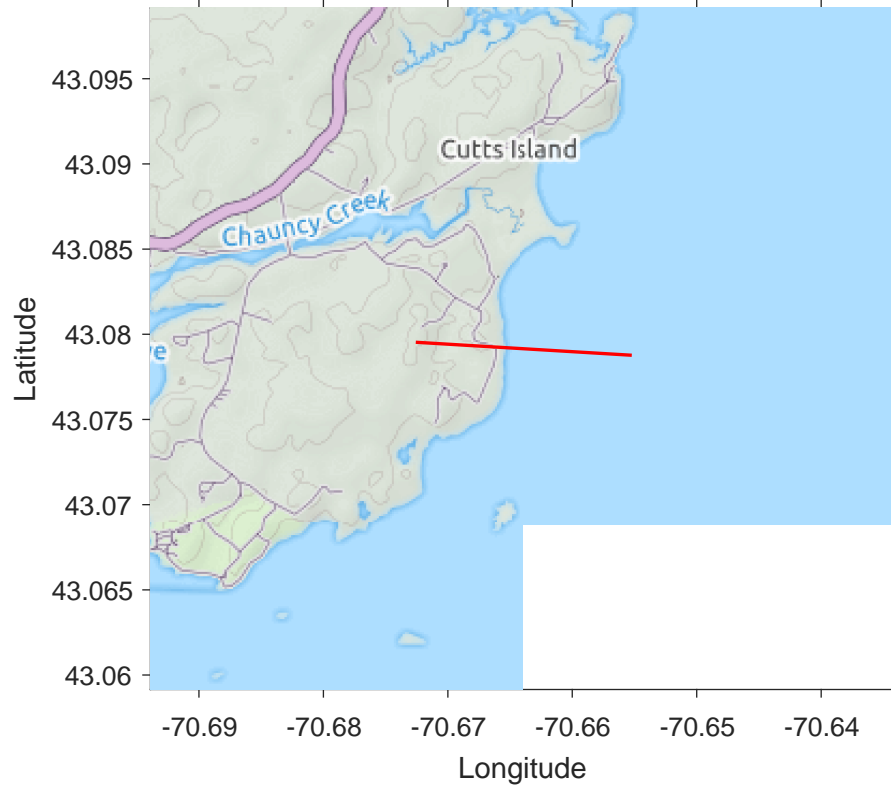 43.095
43.09
43.085
43.08
43.075
43.07
43.065
43.06
Latitude
Cutts Island
Chauncy Creek
ve
-70.69
-70.68
-70.67
-70.66
-70.65
-70.64
Longitude